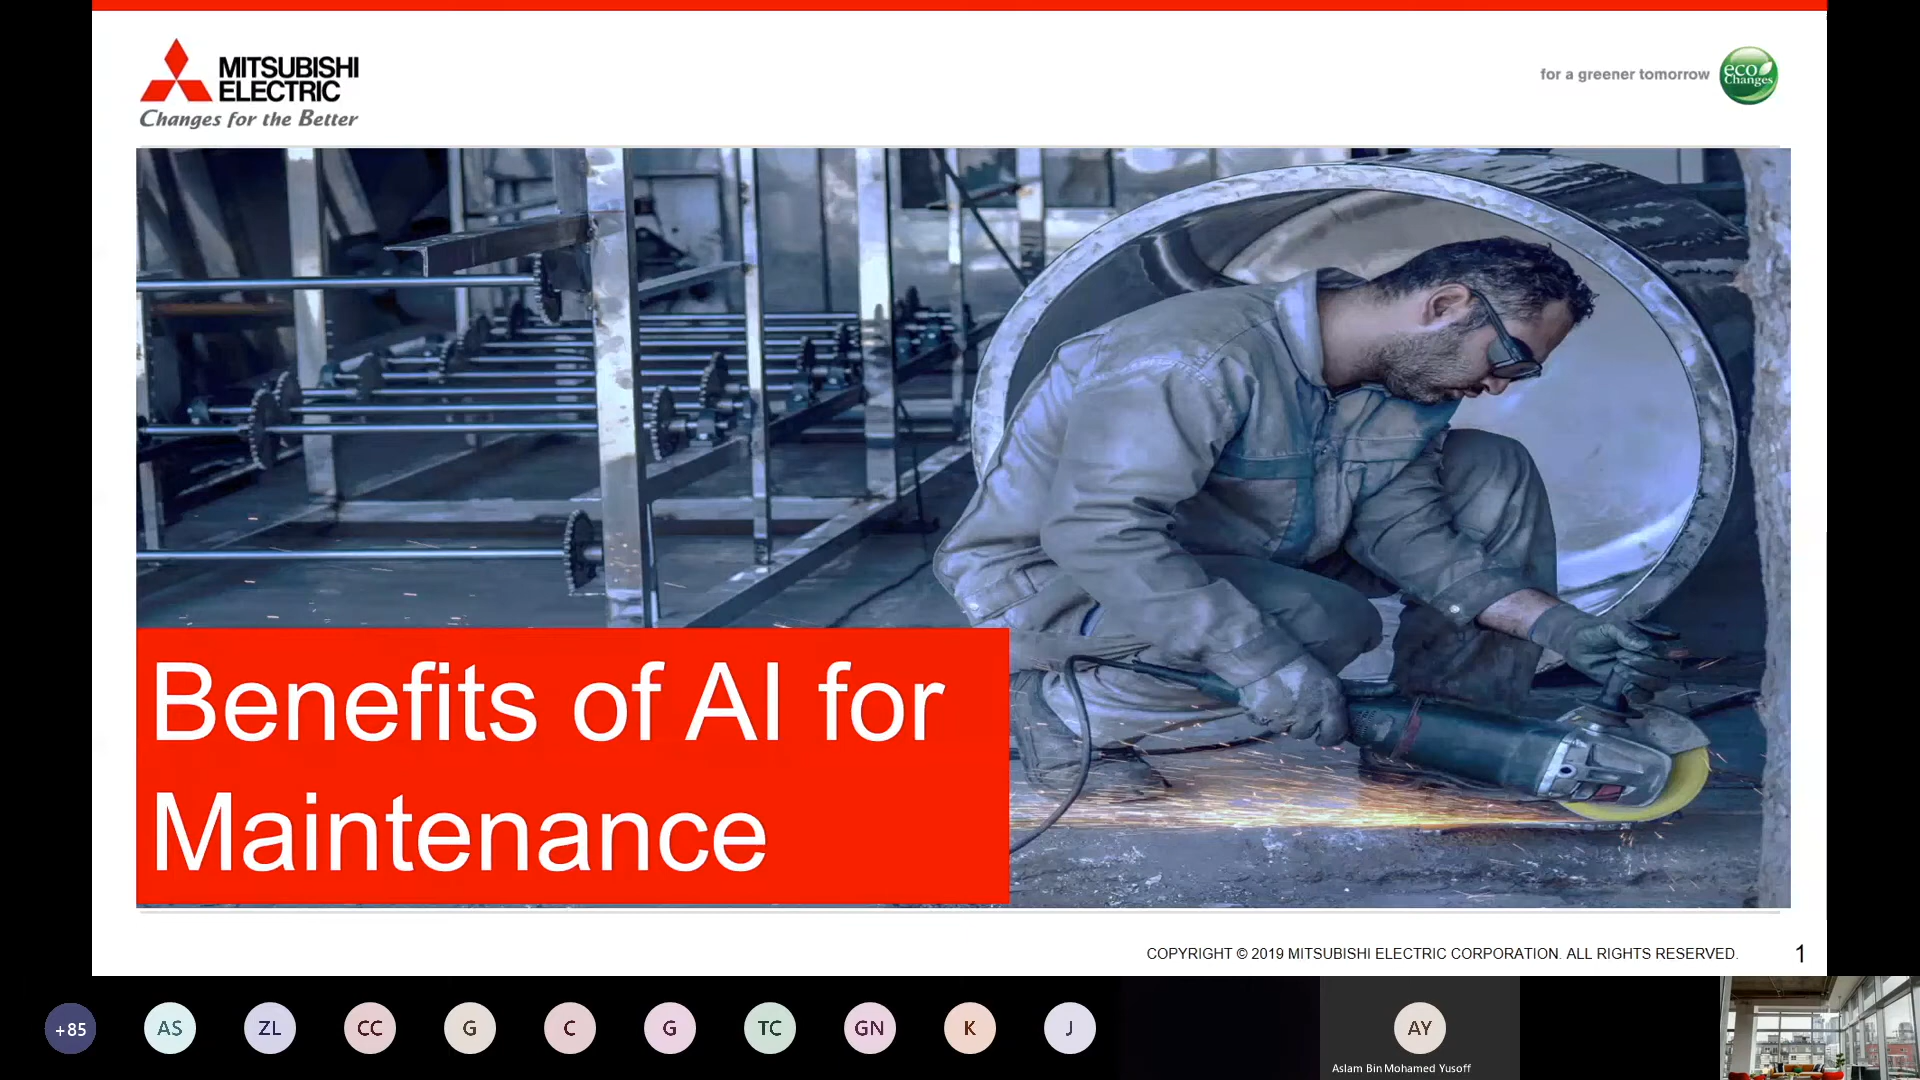 MITSUBISHI
ELECTRIC
Changes for the Better
for a greener tomorrow
eco
Changes
Benefits of AI for
Maintenance
COPYRIGHT © 2019 MITSUBISHI ELECTRIC CORPORATION. ALL RIGHTS RESERVED.
1
+85
AS
ZL
CC
G
C
G
TC
GN
K
J
AY
Aslam Bin Mohamed Yusoff